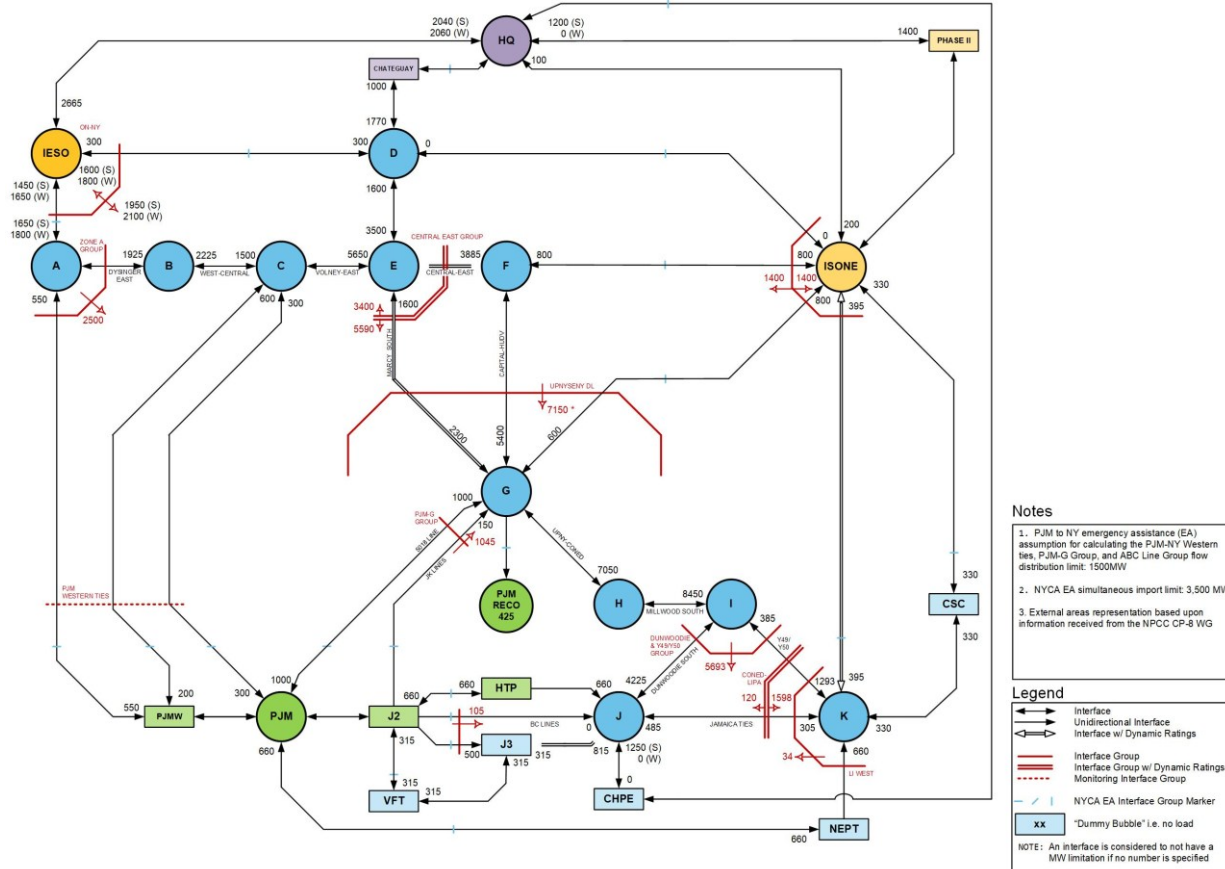 2040 (S)
2060 (W)
HQ
1200 (S)
0 (W)
1400
PHASE II
100
CHATEGUAY
1000
2665
ON-NY
300
1770
300
D
0
IESO
1600 (S)
1800 (W)
1450 (S)
1650 (W)
1950 (S)
2100 (W)
1600
200
1650 (S)
1800 (W)
ZONE A
GROUP
3500
CENTRAL EAST GROUP
0
A
1925
B
2225
1500
C
5650
E
3885
F
800
800
ISONE
DYSINGER
EAST
WEST-CENTRAL
VOLNEY-EAST
CENTRAL-EAST
550
2500
600
300
3400
1600
5590
1400
1400
800
395
330
MARCY SOUTH
CAPITAL-HUDV
UPNYSENY DL
7150 *
2300
5400
600
G
1000
150
PJM-G
GROUP
1045
5018 LINE
JK LINES
UPNY-CONED
PJM
RECO
425
7050
H
8450
I
MILLWOOD SOUTH
385
PJM
WESTERN TIES
DUNWOODIE
& Y49/Y50
GROUP
DUNWOODIE SOUTH
5693
Y49/
Y50
CONED-
LIPA
330
CSC
330
1000
200
300
550
PJMW
PJM
660
660
660
HTP
660
4225
J2
105
BC LINES
0
J
485
JAMAICA TIES
120
1598
305
1293
395
K
330
660
315
500
J3
315
815
1250 (S)
0 (W)
34
LI WEST
315
315
VFT
315
0
CHPE
660
NEPT
Notes
1. PJM to NY emergency assistance (EA)
assumption for calculating the PJM-NY Western
ties, PJM-G Group, and ABC Line Group flow
distribution limit: 1500MW
2. NYCA EA simultaneous import limit: 3,500 MW
3. External areas representation based upon
information received from the NPCC CP-8 WG
Legend
Interface
Unidirectional Interface
Interface w/ Dynamic Ratings
Interface Group
Interface Group w/ Dynamic Ratings
Monitoring Interface Group
NYCA EA Interface Group Marker
xx
"Dummy Bubble" i.e. no load
NOTE: An interface is considered to not have a
MW limitation if no number is specified